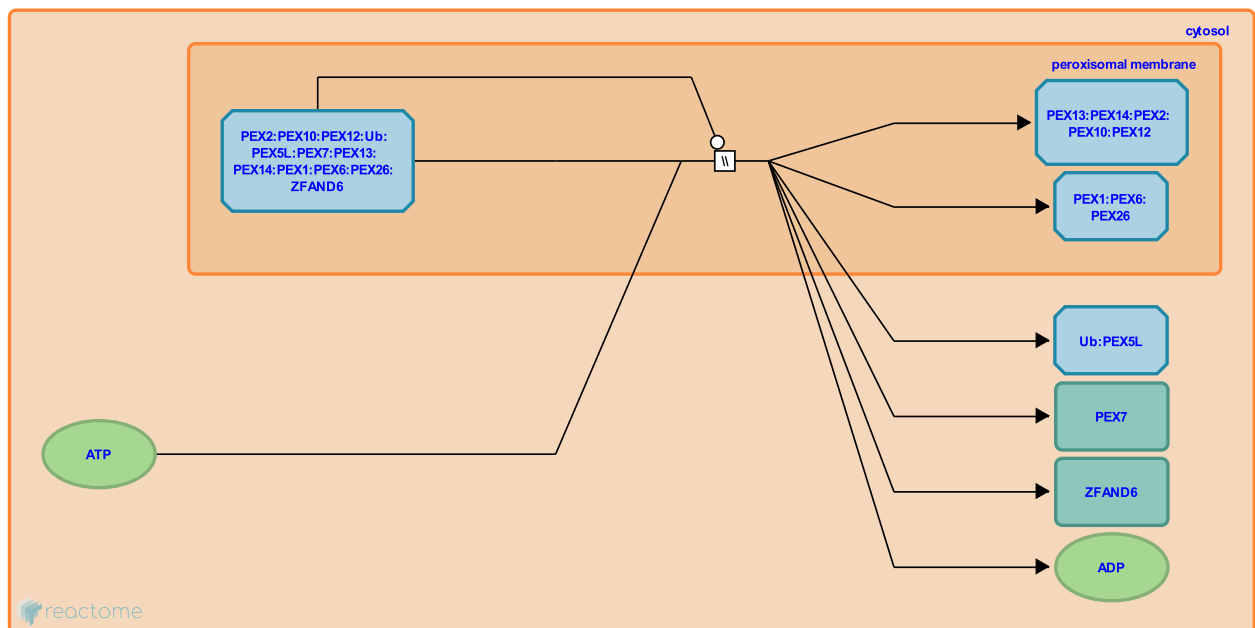 cytosol
peroxisomal membrane
PEX2:PEX10:PEX12:Ub:
PEX5L:PEX7:PEX13:
PEX14:PEX1:PEX6:PEX26:
ZFAND6
PEX13:PEX14:PEX2:
PEX10:PEX12
\\
PEX1:PEX6:
PEX26
Ub:PEX5L
PEX7
ATP
ZFAND6
ADP
reactome